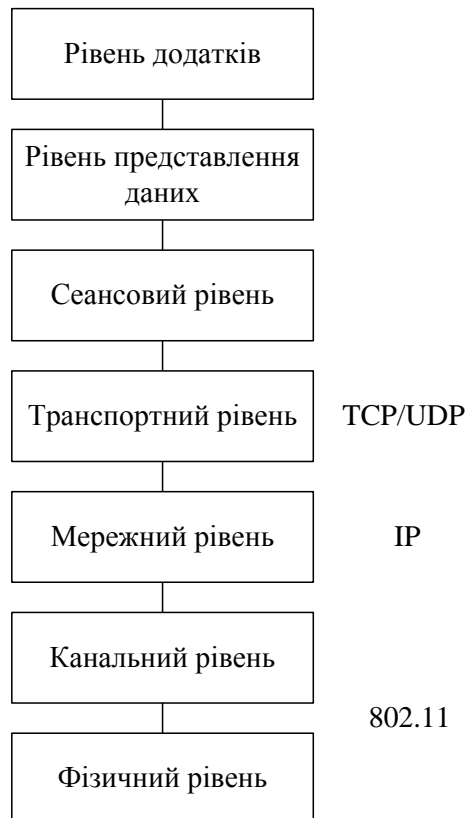 Рівень додатків
Рівень представлення
даних
Сеансовий рівень
Транспортний рівень
TCP/UDP
Мережний рівень
IP
Канальний рівень
802.11
Фізичний рівень